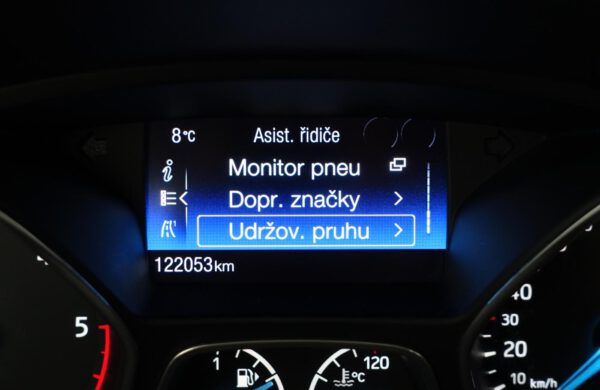 8°C Asist. řidiče
Monitor pneu
Dopr. značky
Udržov. pruhu
122053km
5
1
120
°C
40
30
20
10 km/h